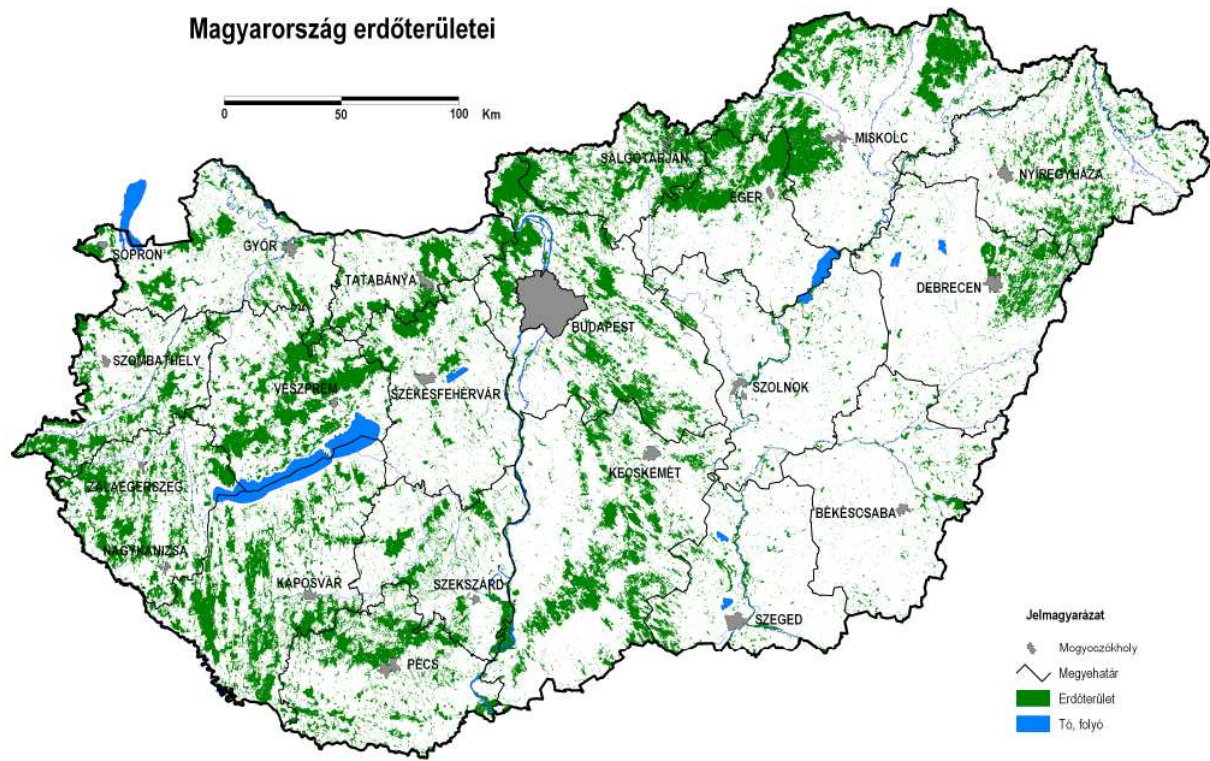 Magyarország erdőterületei
0 50 100 Km
MISKOLC
SALGÓTARJÁN
NYÍREGYHÁZA
EGER
SOPRON
GYŐR
TATABÁNYA
DEBRECEN
BUDAPEST
SZOMBATHELY
VESZPRÉM
SZÉKESFEHÉRVÁR
SZOLNOK
KECSKEMÉT
ZALAEGERSZEG
BÉKÉSCSABA
NAGYKANIZSA
KAPOSVÁR
SZEKSZÁRD
SZEGED
PÉCS
Jelmagyarázat
Mogyoczókholy
Megyehatár
Erdőterület
Tó, folyó